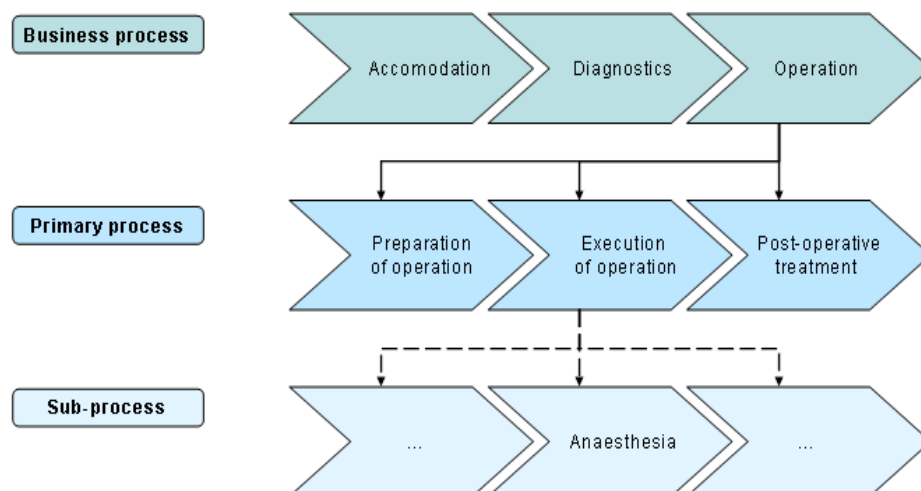 Business process
Accomodation
Diagnostics
Operation
Primary process
Preparation
of operation
Execution
of operation
Post-operative
treatment
Sub-process
...
Anaesthesia
...